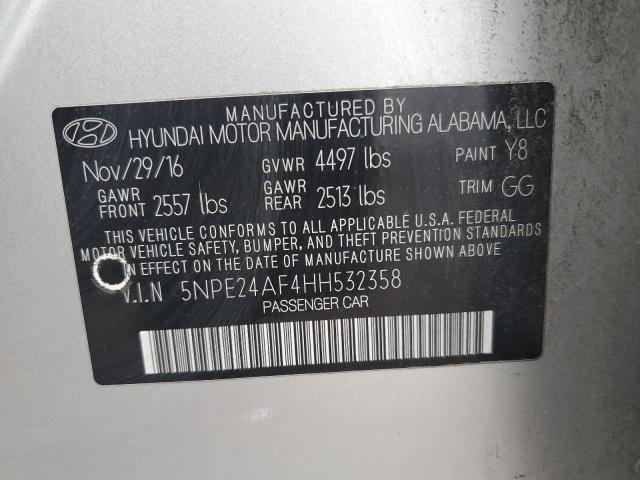 MANUFACTURED BY
HYUNDAI MOTOR MANUFACTURING ALABAMA, LLC
Nov/29/16 GVWR 4497 lbs PAINT Y8
GAWR FRONT 2557 lbs GAWR REAR 2513 lbs TRIM GG
THIS VEHICLE CONFORMS TO ALL APPLICABLE U.S.A. FEDERAL
MOTOR VEHICLE SAFETY, BUMPER, AND THEFT PREVENTION STANDARDS
IN EFFECT ON THE DATE OF MANUFACTURE SHOWN ABOVE
V.I.N 5NPE24AF4HH532358
PASSENGER CAR